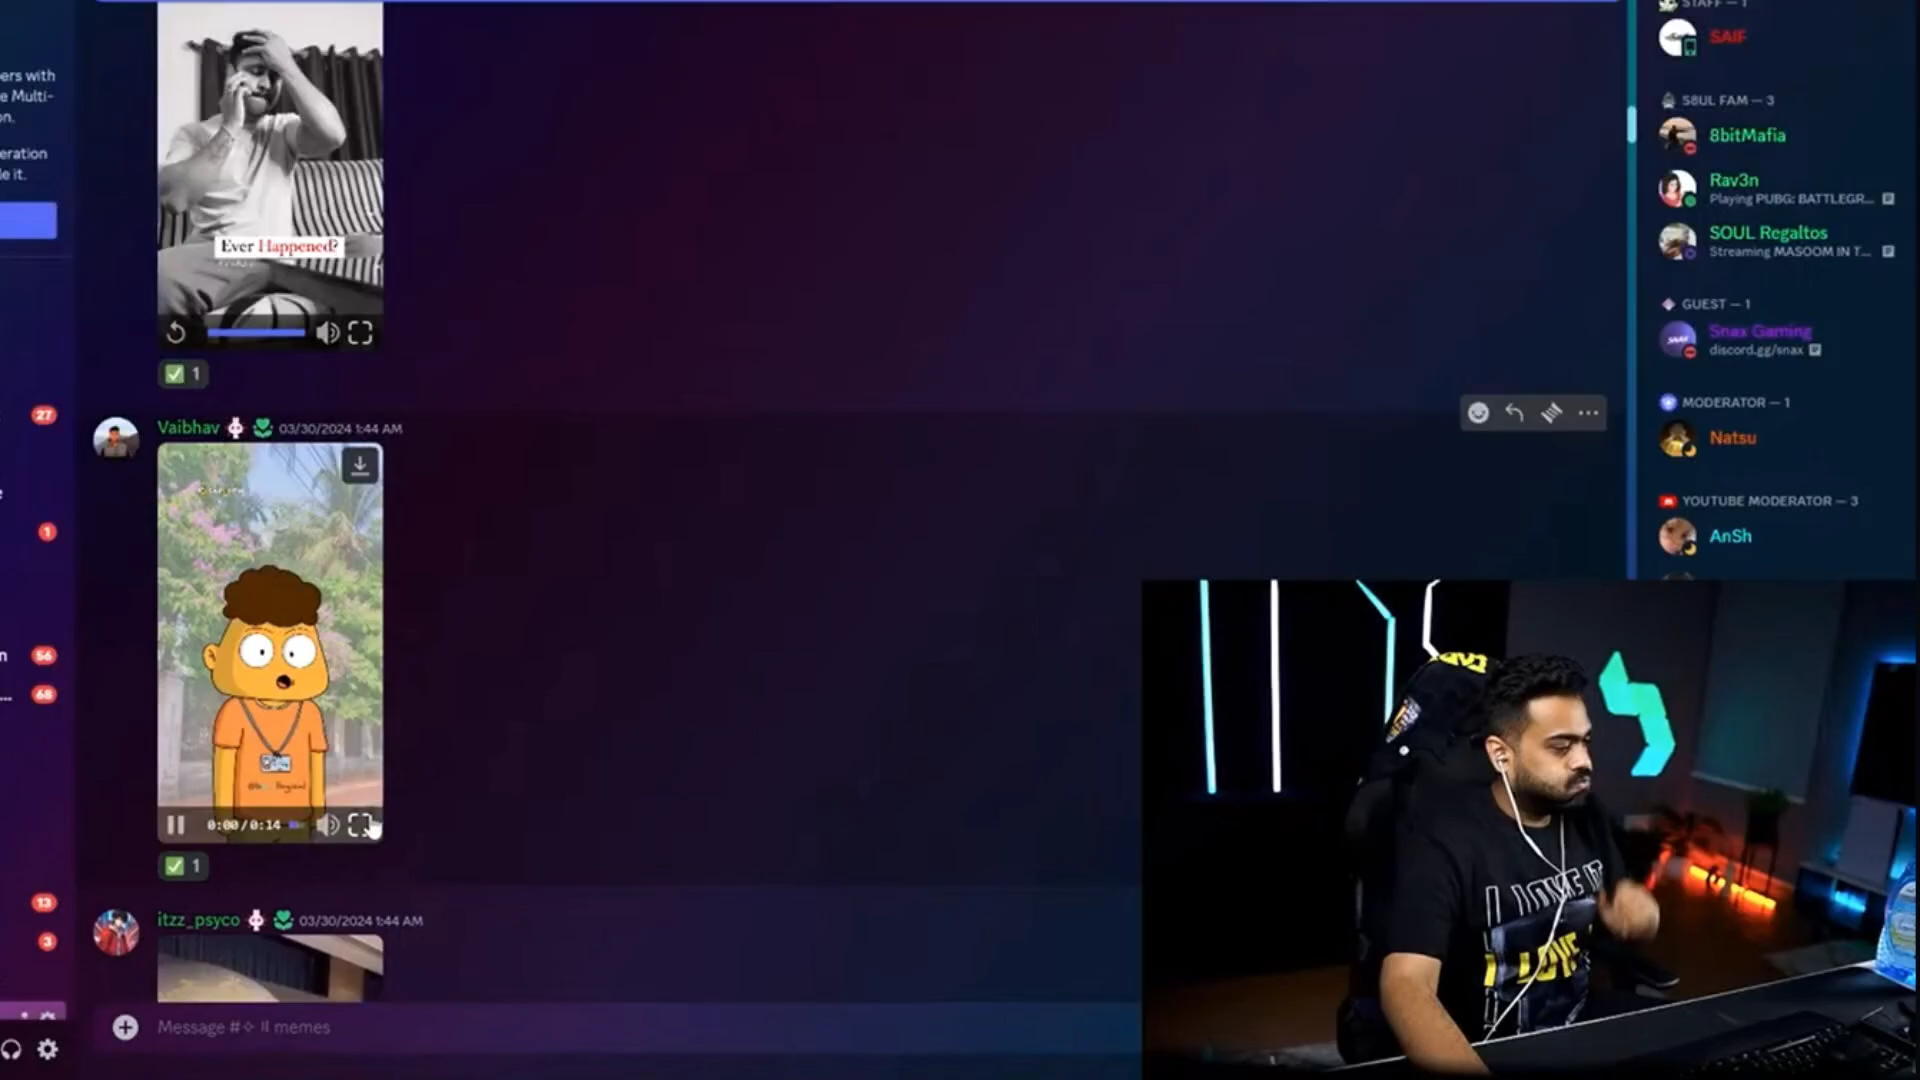 ers with
e Multi-
on.
eration
le it.
27
e
1
n
56
...
68
13
3
Ever Happened?
1
Vaibhav
03/30/2024 1:44 AM
0:00/0:14
1
itzz_psyco
03/30/2024 1:44 AM
Message #✧ memes
STAFF — 1
SAIF
S8UL FAM — 3
8bitMafia
Rav3n
Playing PUBG: BATTLEGR...
SOUL Regaltos
Streaming MASOOM IN T...
GUEST — 1
Snax Gaming
discord.gg/snax
MODERATOR — 1
Natsu
YOUTUBE MODERATOR — 3
AnSh
I
LOVE